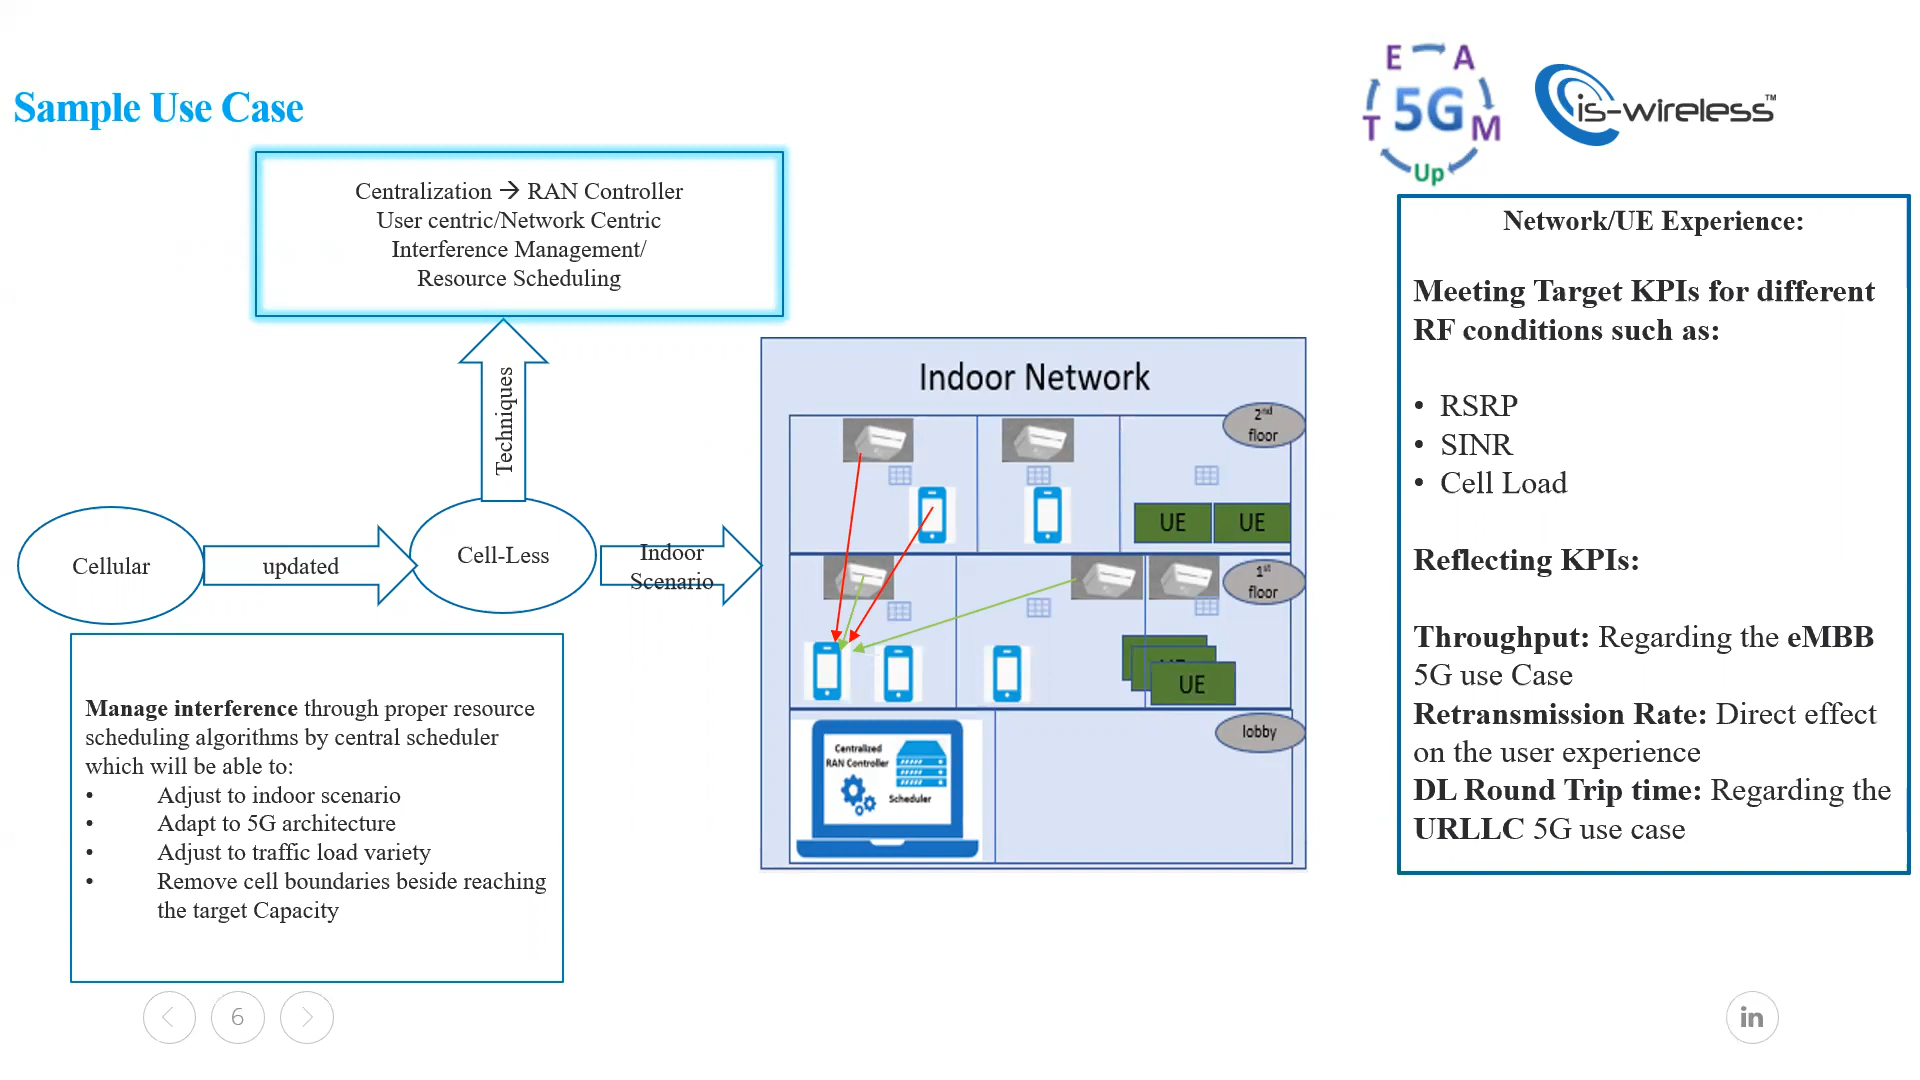 Sample Use Case
E A
T 5G M
Up
is-wireless™
Centralization → RAN Controller
User centric/Network Centric
Interference Management/
Resource Scheduling
Techniques
Cellular
updated
Cell-Less
Indoor
Scenario
Manage interference through proper resource
scheduling algorithms by central scheduler
which will be able to:
• Adjust to indoor scenario
• Adapt to 5G architecture
• Adjust to traffic load variety
• Remove cell boundaries beside reaching
the target Capacity
Indoor Network
2nd
floor
UE UE
1st
floor
UE
lobby
Centralized
RAN Controller
Scheduler
Network/UE Experience:
Meeting Target KPIs for different
RF conditions such as:
• RSRP
• SINR
• Cell Load
Reflecting KPIs:
Throughput: Regarding the eMBB
5G use Case
Retransmission Rate: Direct effect
on the user experience
DL Round Trip time: Regarding the
URLLC 5G use case
6
in